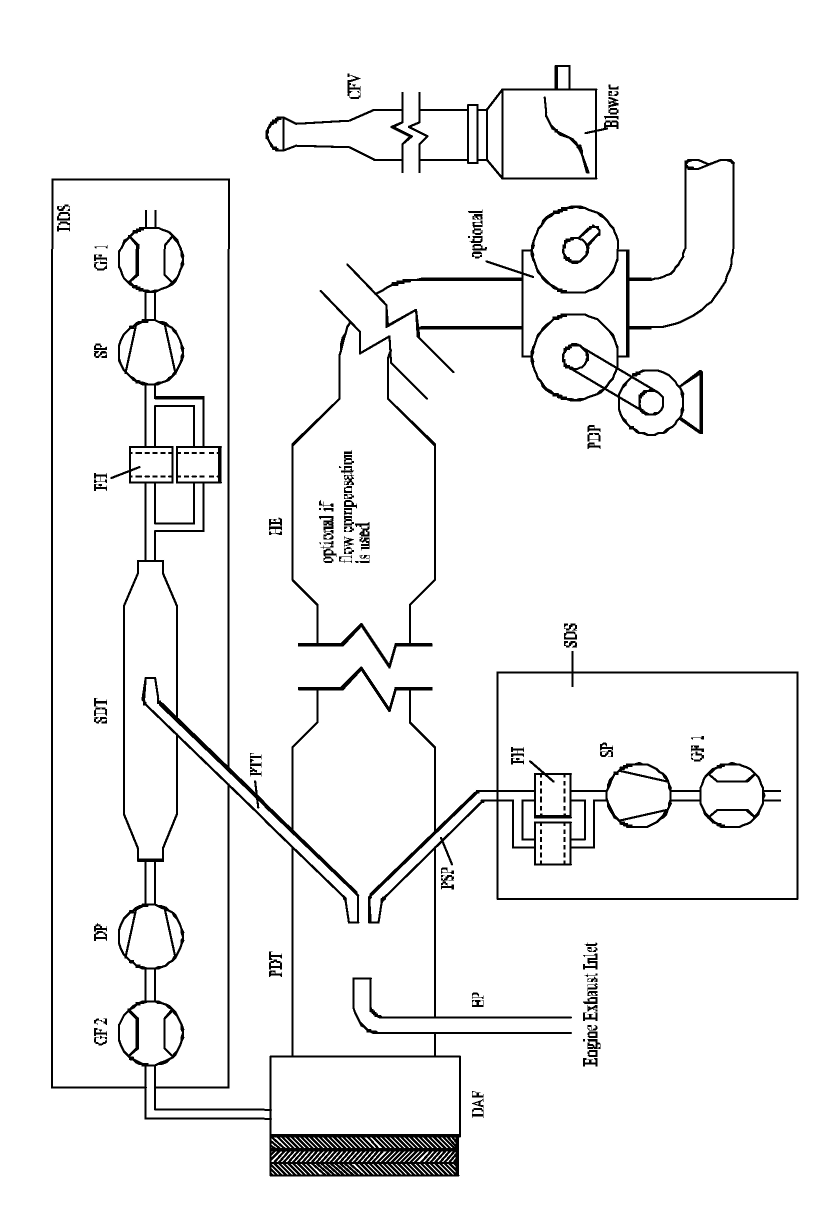 DDS
GF 2
DP
SDT
FH
SP
GF 1
PTT
DAF
PDT
EP
Engine Exhaust Inlet
PSP
HE
optional if
flow compensation
is used
SDS
FH
SP
GF 1
PDP
optional
CFV
Blower